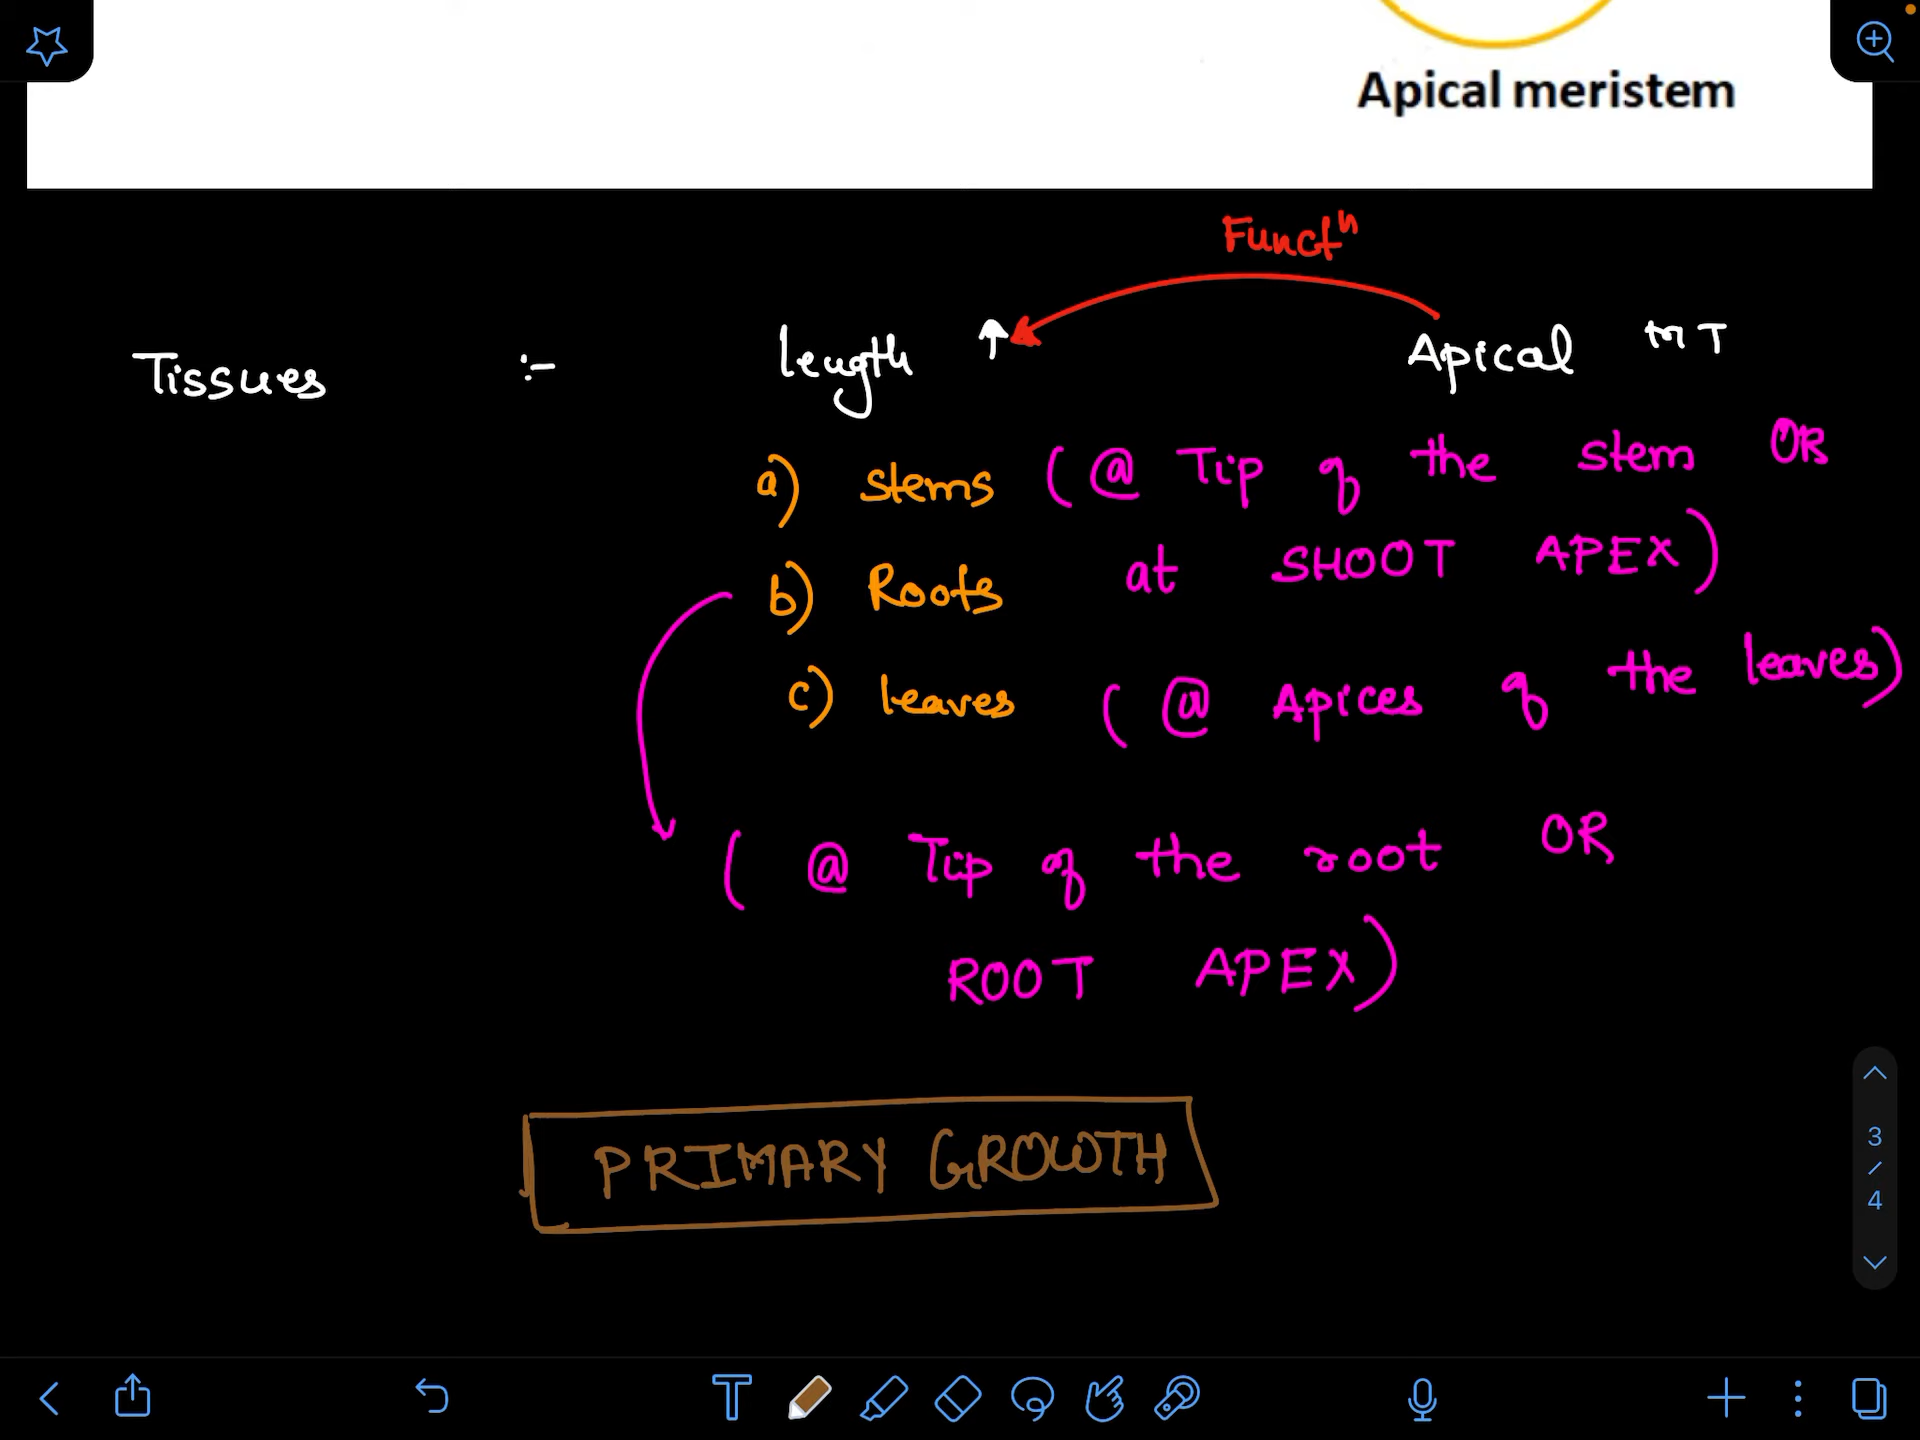 Apical meristem
Functⁿ
Tissues :- length ↑ Apical mT
a) stems (@ Tip of the stem OR
at SHOOT APEX)
b) Roots
c) leaves (@ Apices of the leaves)
(@ Tip of the root OR
ROOT APEX)
PRIMARY GROWTH
3
/
4